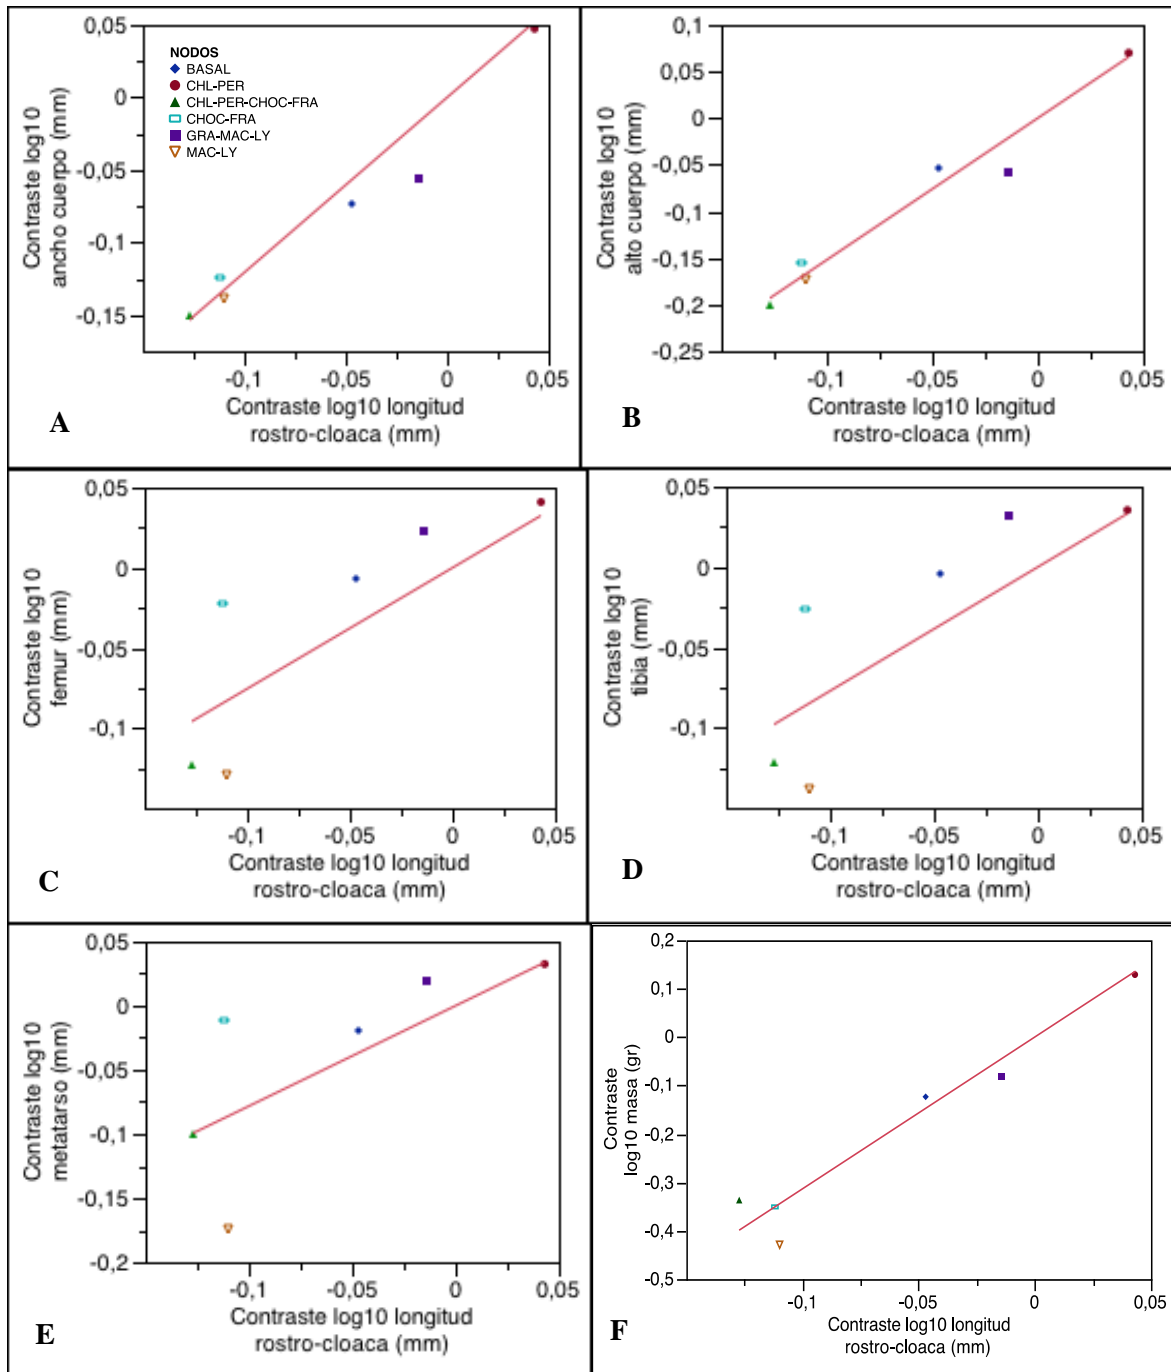 0,05
0
-0,05
-0,1
-0,15
Contraste log10
ancho cuerpo (mm)
NODOS
BASAL
CHL-PER
CHL-PER-CHOC-FRA
CHOC-FRA
GRA-MAC-LY
MAC-LY
-0,1 -0,05 0 0,05
Contraste log10 longitud
rostro-cloaca (mm)
A
0,1
0,05
0
-0,05
-0,1
-0,15
-0,2
-0,25
Contraste log10
alto cuerpo (mm)
-0,1 -0,05 0 0,05
Contraste log10 longitud
rostro-cloaca (mm)
B
0,05
0
-0,05
-0,1
Contraste log10
femur (mm)
-0,1 -0,05 0 0,05
Contraste log10 longitud
rostro-cloaca (mm)
C
0,05
0
-0,05
-0,1
Contraste log10
tibia (mm)
-0,1 -0,05 0 0,05
Contraste log10 longitud
rostro-cloaca (mm)
D
0,05
0
-0,05
-0,1
-0,15
-0,2
Contraste log10
metatarso (mm)
-0,1 -0,05 0 0,05
Contraste log10 longitud
rostro-cloaca (mm)
E
0,2
0,1
0
-0,1
-0,2
-0,3
-0,4
-0,5
Contraste
log10 masa (gr)
-0,1 -0,05 0 0,05
Contraste log10 longitud
rostro-cloaca (mm)
F